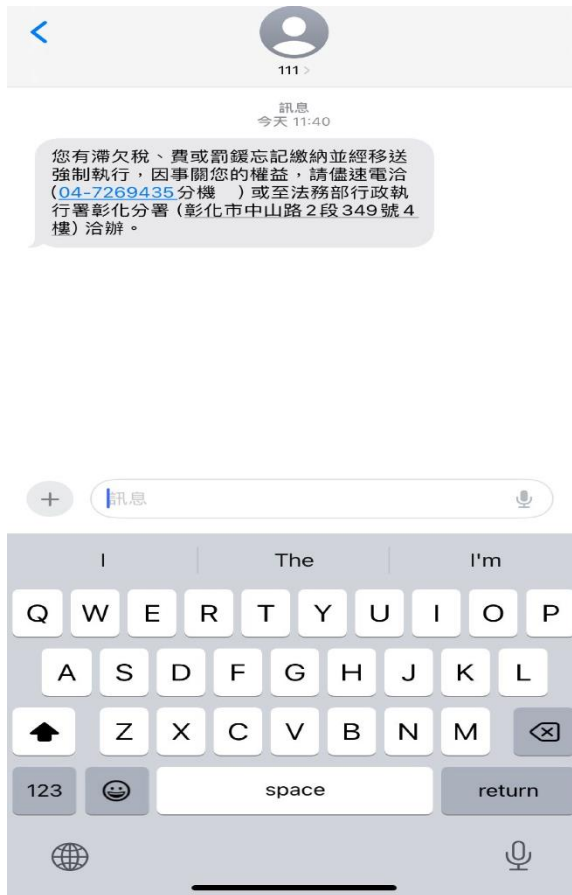 111 >
訊息
今天 11:40
您有滯欠稅、費或罰鍰忘記繳納並經移送
強制執行，因事關您的權益，請儘速電洽
(04-7269435分機　) 或至法務部行政執
行署彰化分署 (彰化市中山路2段349號4
樓) 洽辦。
訊息
I The I'm
Q W E R T Y U I O P
A S D F G H J K L
Z X C V B N M
123 space return